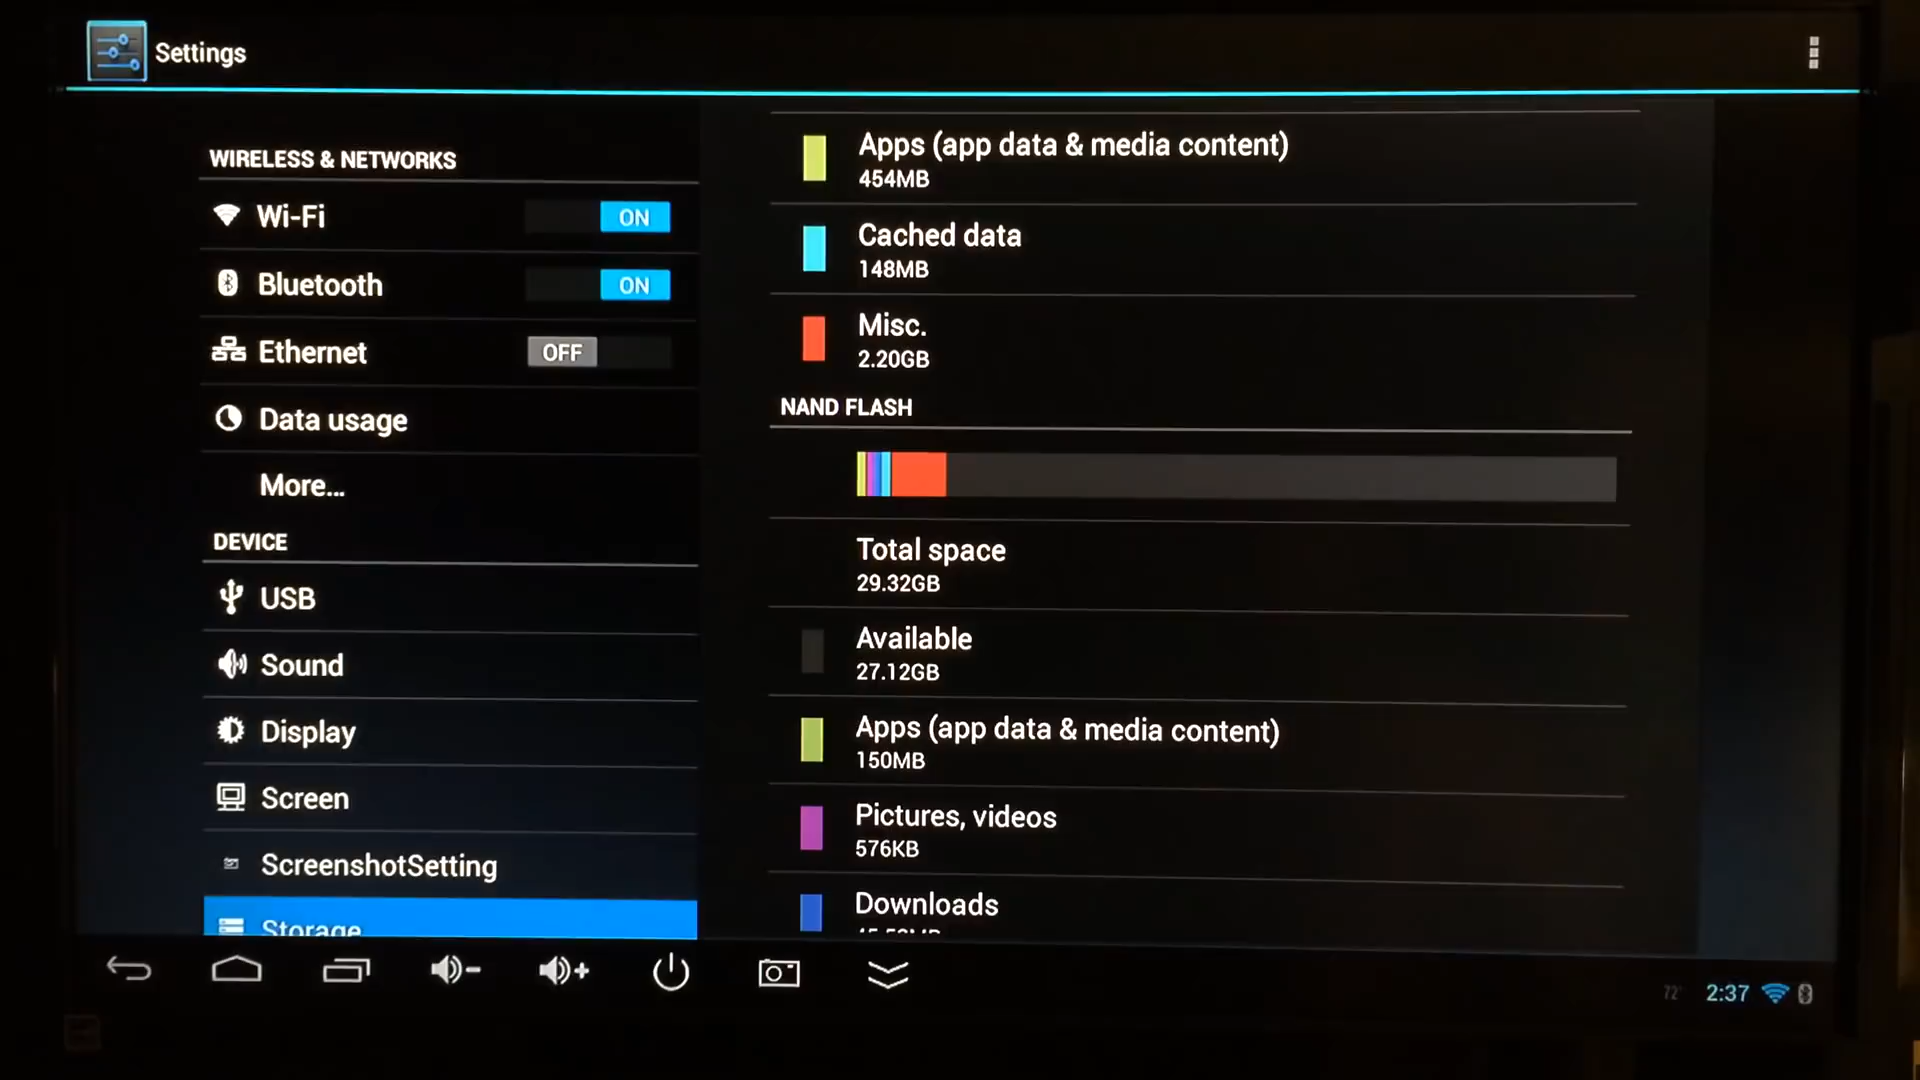 Settings
WIRELESS & NETWORKS
Wi-Fi
ON
Bluetooth
ON
Ethernet
OFF
Data usage
More...
DEVICE
USB
Sound
Display
Screen
ScreenshotSetting
Storage
Apps (app data & media content)
454MB
Cached data
148MB
Misc.
2.20GB
NAND FLASH
Total space
29.32GB
Available
27.12GB
Apps (app data & media content)
150MB
Pictures, videos
576KB
Downloads
72°
2:37